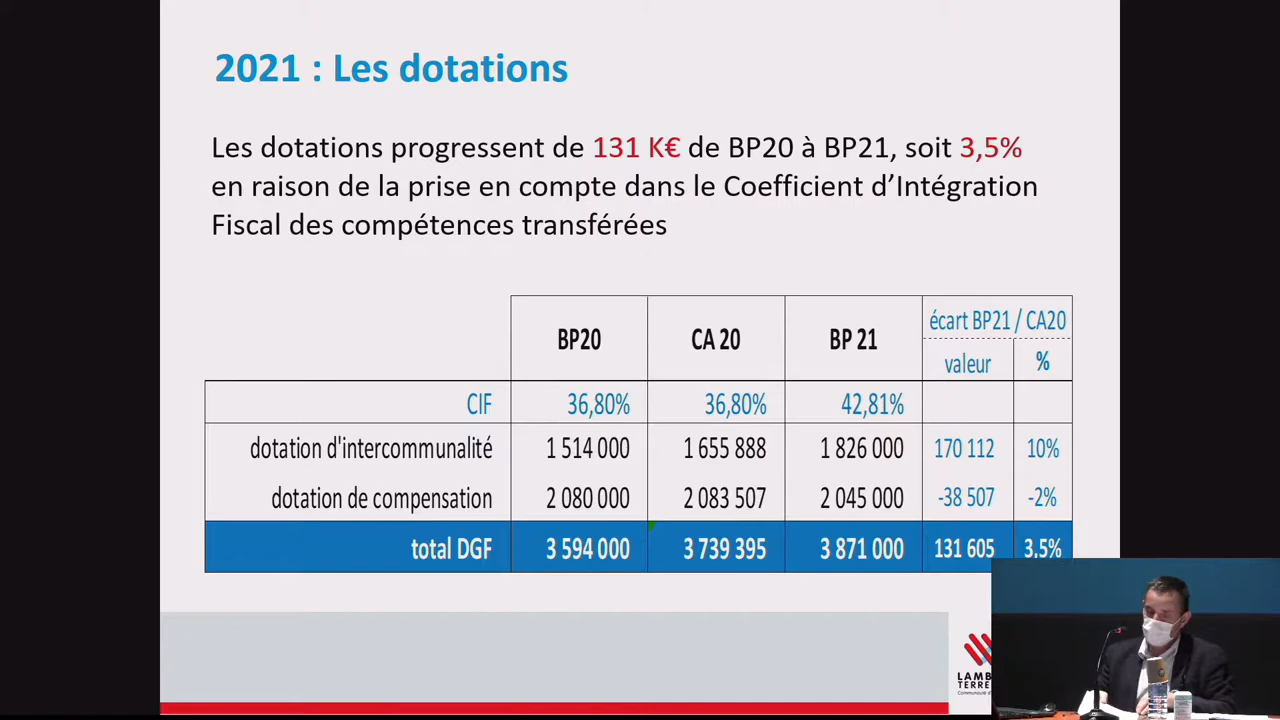 2021 : Les dotations
Les dotations progressent de 131 K€ de BP20 à BP21, soit 3,5%
en raison de la prise en compte dans le Coefficient d’Intégration
Fiscal des compétences transférées
BP20 CA 20 BP 21 écart BP21 / CA20
valeur %
CIF 36,80% 36,80% 42,81%
dotation d'intercommunalité 1 514 000 1 655 888 1 826 000 170 112 10%
dotation de compensation 2 080 000 2 083 507 2 045 000 -38 507 -2%
total DGF 3 594 000 3 739 395 3 871 000 131 605 3,5%
LAMB
TERRE